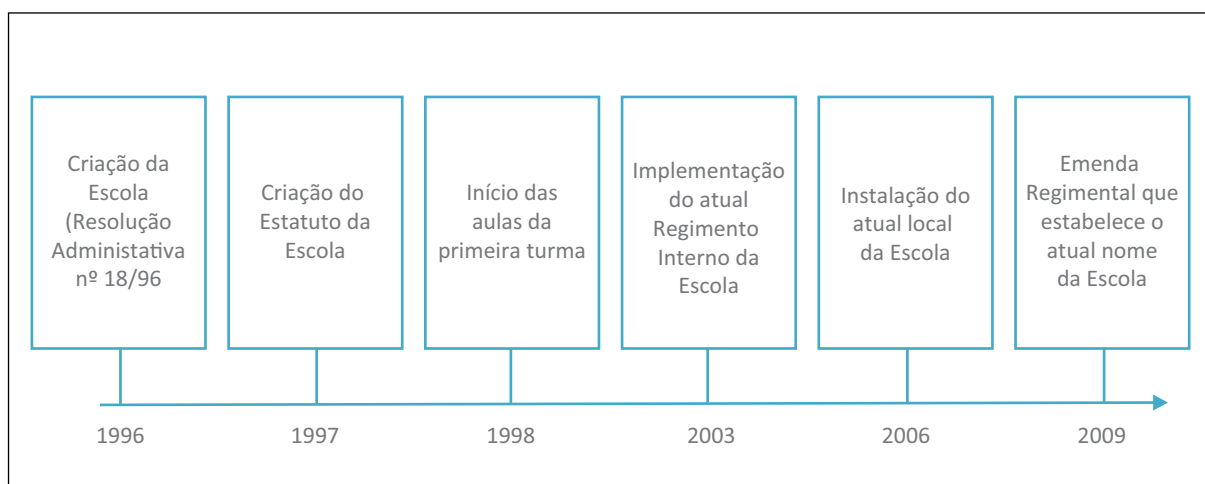 Criação da
Escola
(Resolução
Administativa
nº 18/96
Criação do
Estatuto da
Escola
Início das
aulas da
primeira turma
Implementação
do atual
Regimento
Interno da
Escola
Instalação do
atual local
da Escola
Emenda
Regimental que
estabelece o
atual nome
da Escola
1996
1997
1998
2003
2006
2009